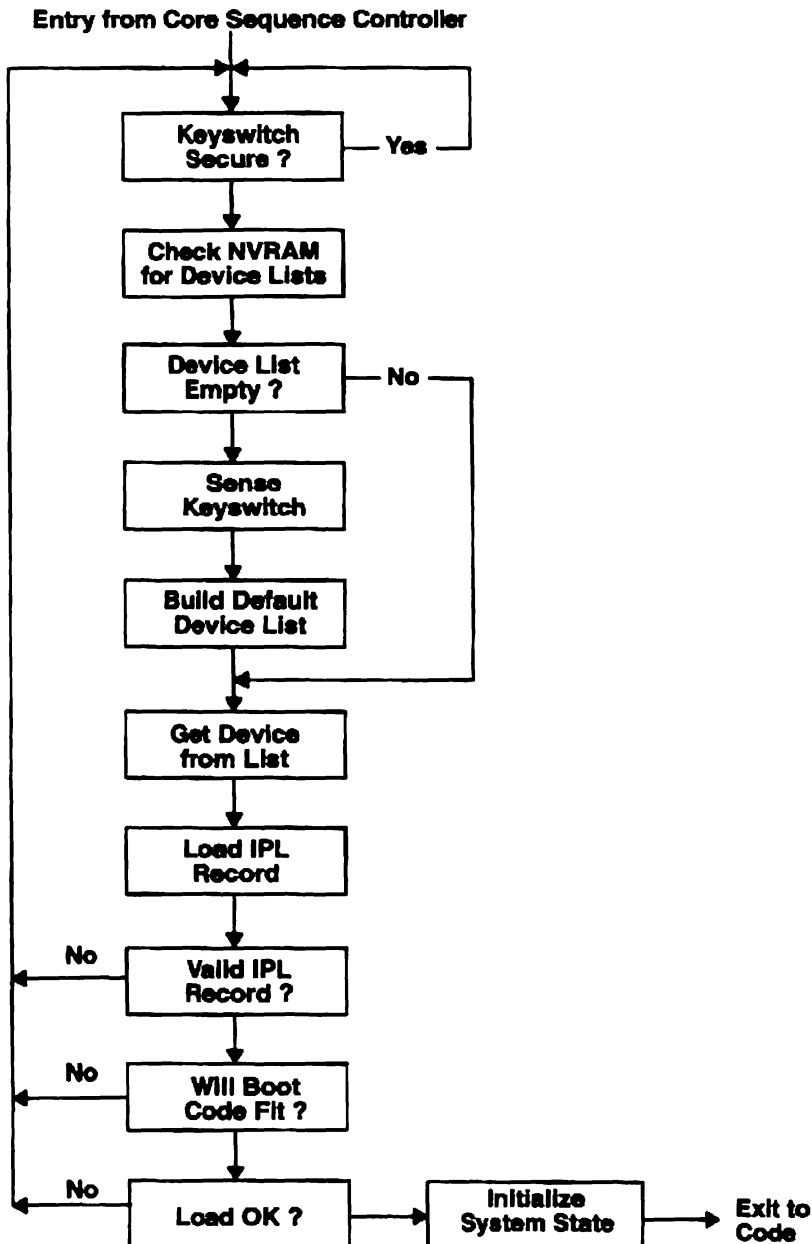 Entry from Core Sequence Controller
Keyswitch
Secure ?
Yes
Check NVRAM
for Device Lists
Device List
Empty ?
No
Sense
Keyswitch
Build Default
Device List
Get Device
from List
Load IPL
Record
No
Valid IPL
Record ?
No
Will Boot
Code Fit ?
No
Load OK ?
Initialize
System State
Exit to
Code